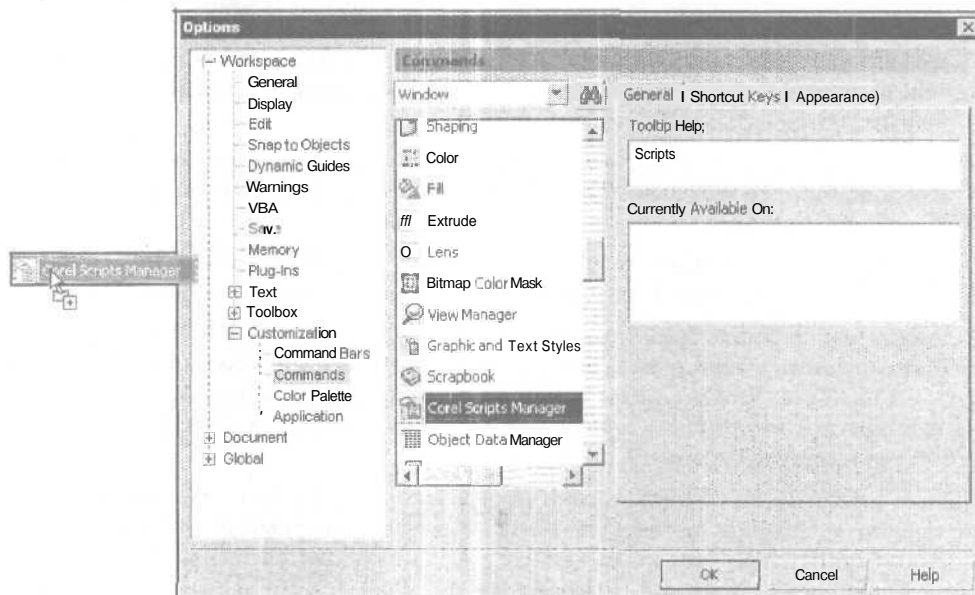 Options
Workspace
General
Display
Edit
Snap to Objects
Dynamic Guides
Warnings
VBA
Memory
Plug-Ins
Text
Toolbox
Customization
Command Bars
Commands
Color Palette
Application
Document
Global
Corel Scripts Manager
Commands
Window
Shaping
Color
Fill
Extrude
Lens
Bitmap Color Mask
View Manager
Graphic and Text Styles
Scrapbook
Corel Scripts Manager
Object Data Manager
General I Shortcut Keys I Appearance)
Tooltip Help;
Scripts
Currently Available On:
OK Cancel Help